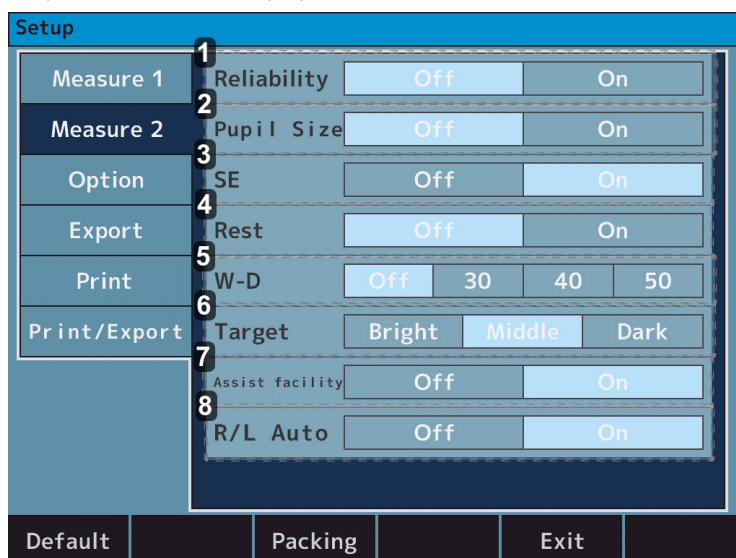 Setup
Measure 1
Measure 2
Option
Export
Print
Print/Export
1
Reliability Off On
2
Pupil Size Off On
3
SE Off On
4
Rest Off On
5
W-D Off 30 40 50
6
Target Bright Middle Dark
7
Assist facility Off On
8
R/L Auto Off On
Default Packing Exit